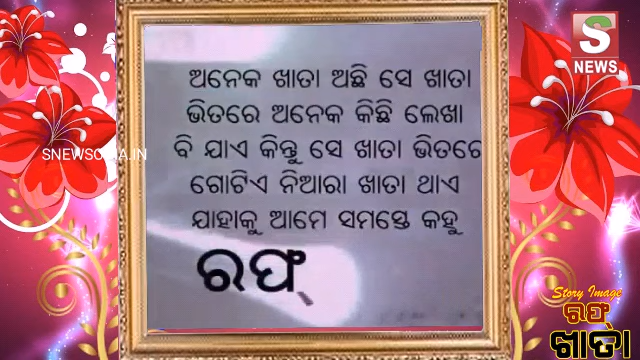 S
NEWS
ଅନେକ ଖାତା ଅଛି ସେ ଖାତା
ଭିତରେ ଅନେକ କିଛି ଲେଖା
ବି ଯାଏ କିନ୍ତୁ ସେ ଖାତା ଭିତରେ
ଗୋଟିଏ ନିଆରା ଖାତା ଥାଏ
ଯାହାକୁ ଆମେ ସମସ୍ତେ କହୁ
ରଫ୍
SNEWSODIA.IN
Story Image
ରଫ୍
ଖାତା